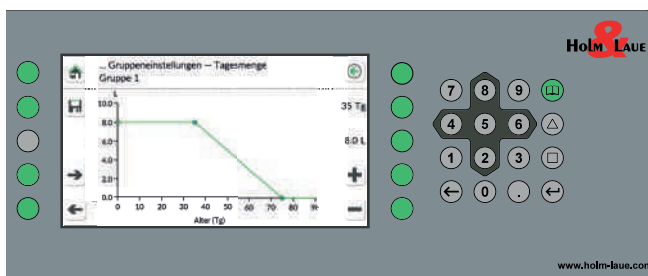 Holm & Laue
... Gruppeneinstellungen – Tagesmenge
Gruppe 1
L
10.0
8.0
6.0
4.0
2.0
0.0
0 10 20 30 40 50 60 70 80
Alter (Tg)
35 Tg
8.0 L
7 8 9
4 5 6
1 2 3
0 .
www.holm-laue.com